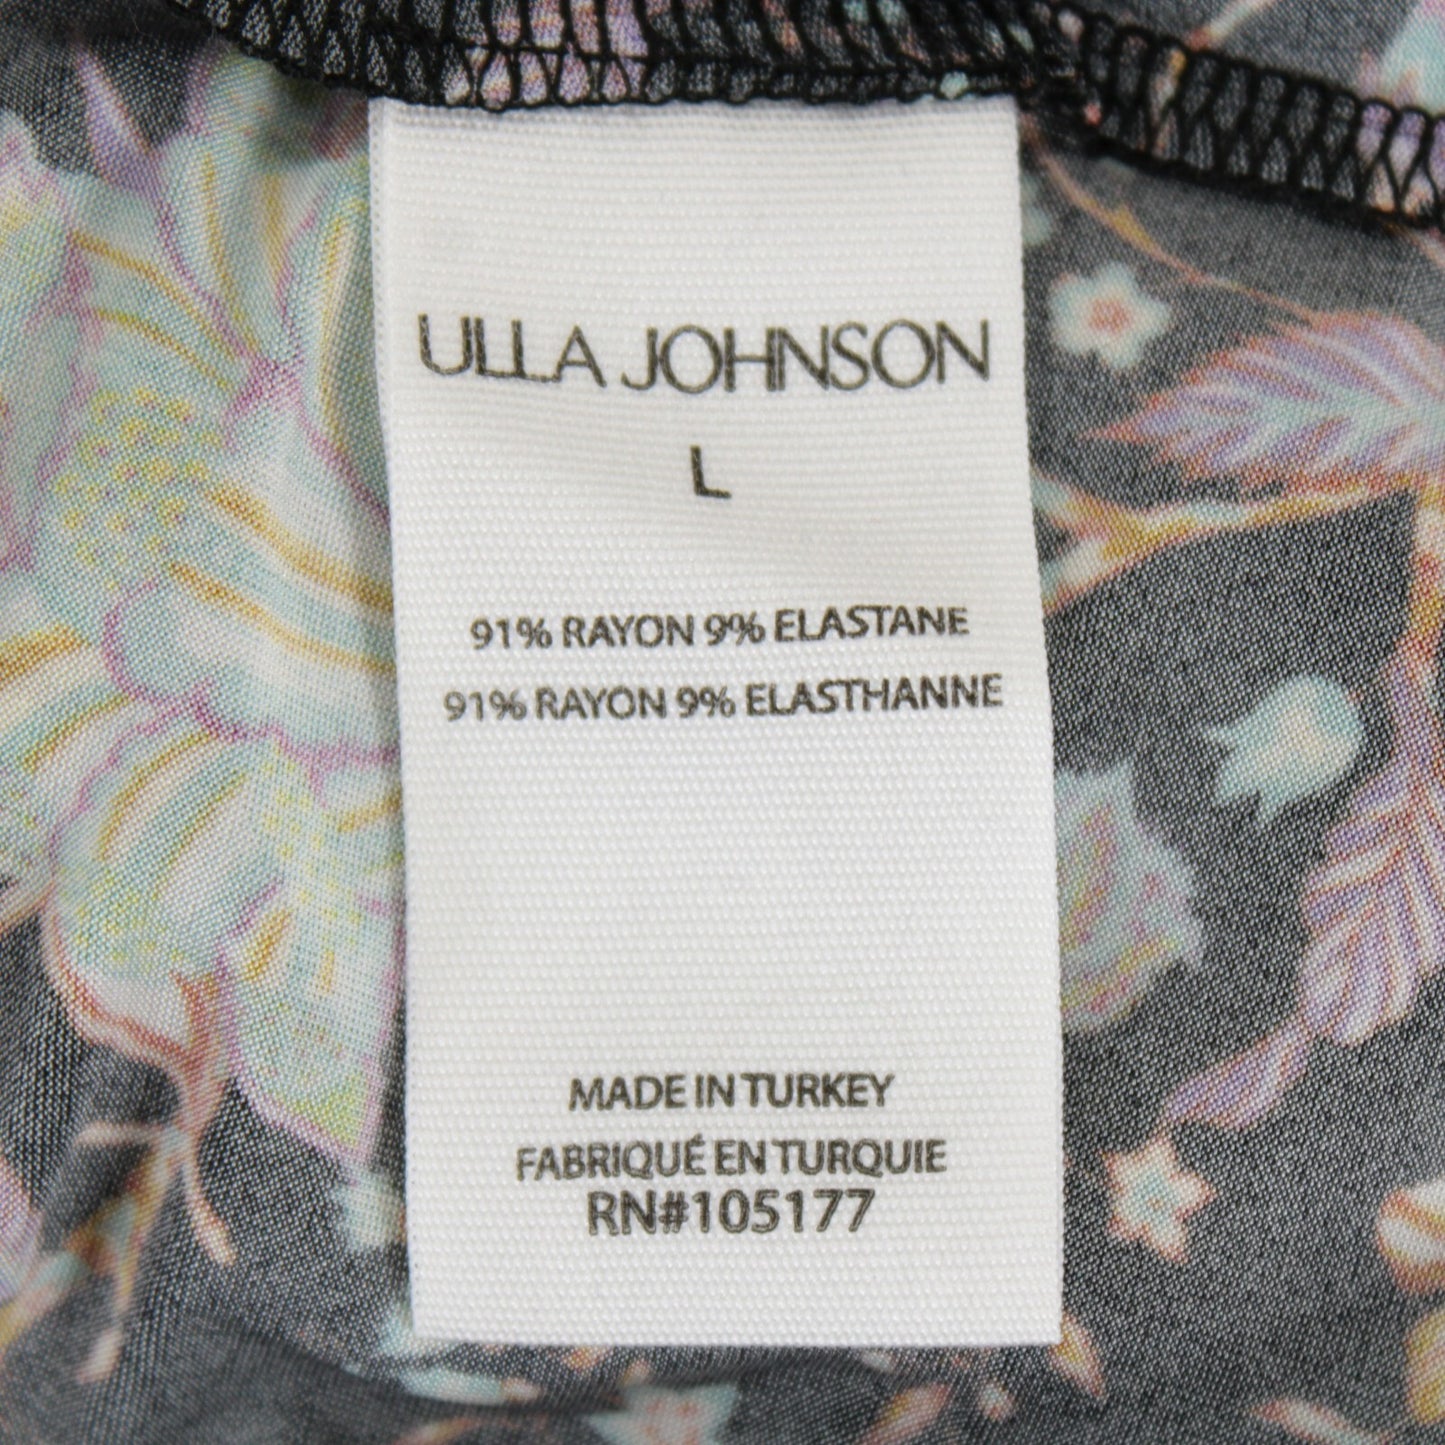 ULLA JOHNSON
L
91% RAYON 9% ELASTANE
91% RAYON 9% ELASTHANNE
MADE IN TURKEY
FABRIQUÉ EN TURQUIE
RN#105177